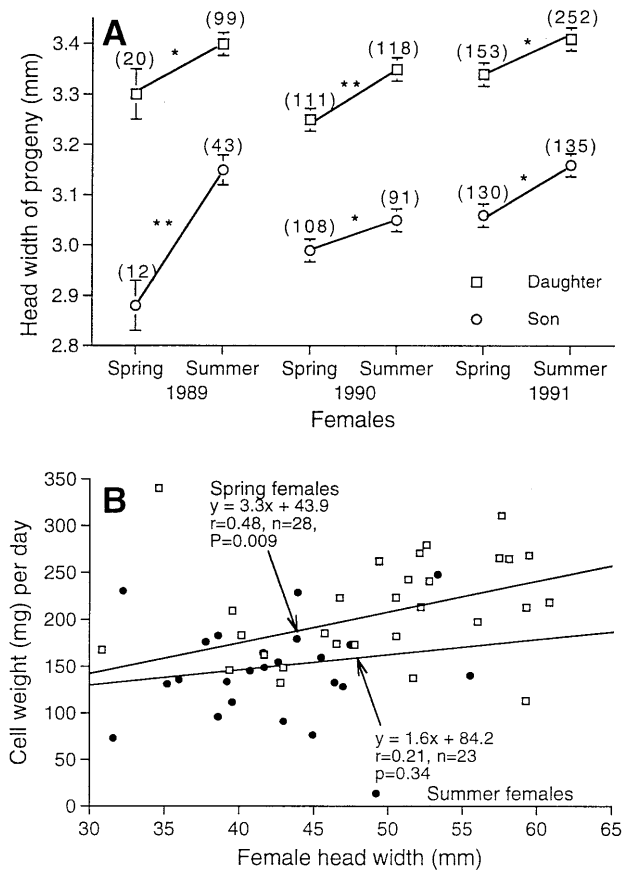 A
Head width of progeny (mm)
3.4
3.3
3.2
3.1
3.0
2.9
2.8
(20)
*
(99)
(111)
**
(118)
(153)
*
(252)
(12)
**
(43)
(108)
*
(91)
(130)
*
(135)
Daughter
Son
Spring Summer Spring Summer Spring Summer
1989 1990 1991
Females
B
Cell weight (mg) per day
350
300
250
200
150
100
50
0
Spring females
y = 3.3x + 43.9
r=0.48, n=28,
P=0.009
y = 1.6x + 84.2
r=0.21, n=23
p=0.34
Summer females
30 35 40 45 50 55 60 65
Female head width (mm)